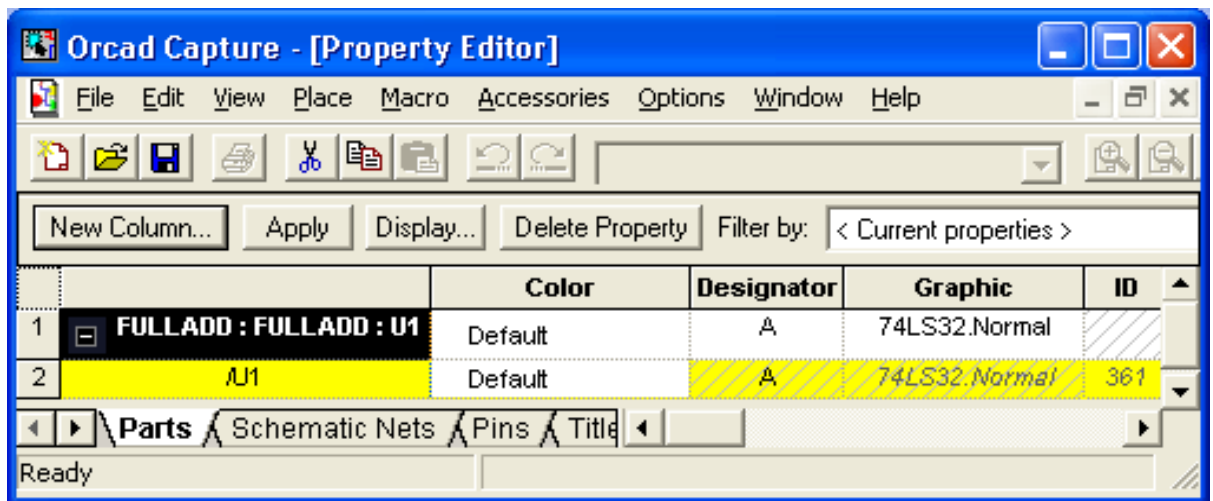 Orcad Capture - [Property Editor]
File Edit View Place Macro Accessories Options Window Help
New Column... Apply Display... Delete Property Filter by: < Current properties >
Color Designator Graphic ID
1 FULLADD : FULLADD : U1 Default A 74LS32.Normal
2 /U1 Default A 74LS32.Normal 361
Parts Schematic Nets Pins Title
Ready